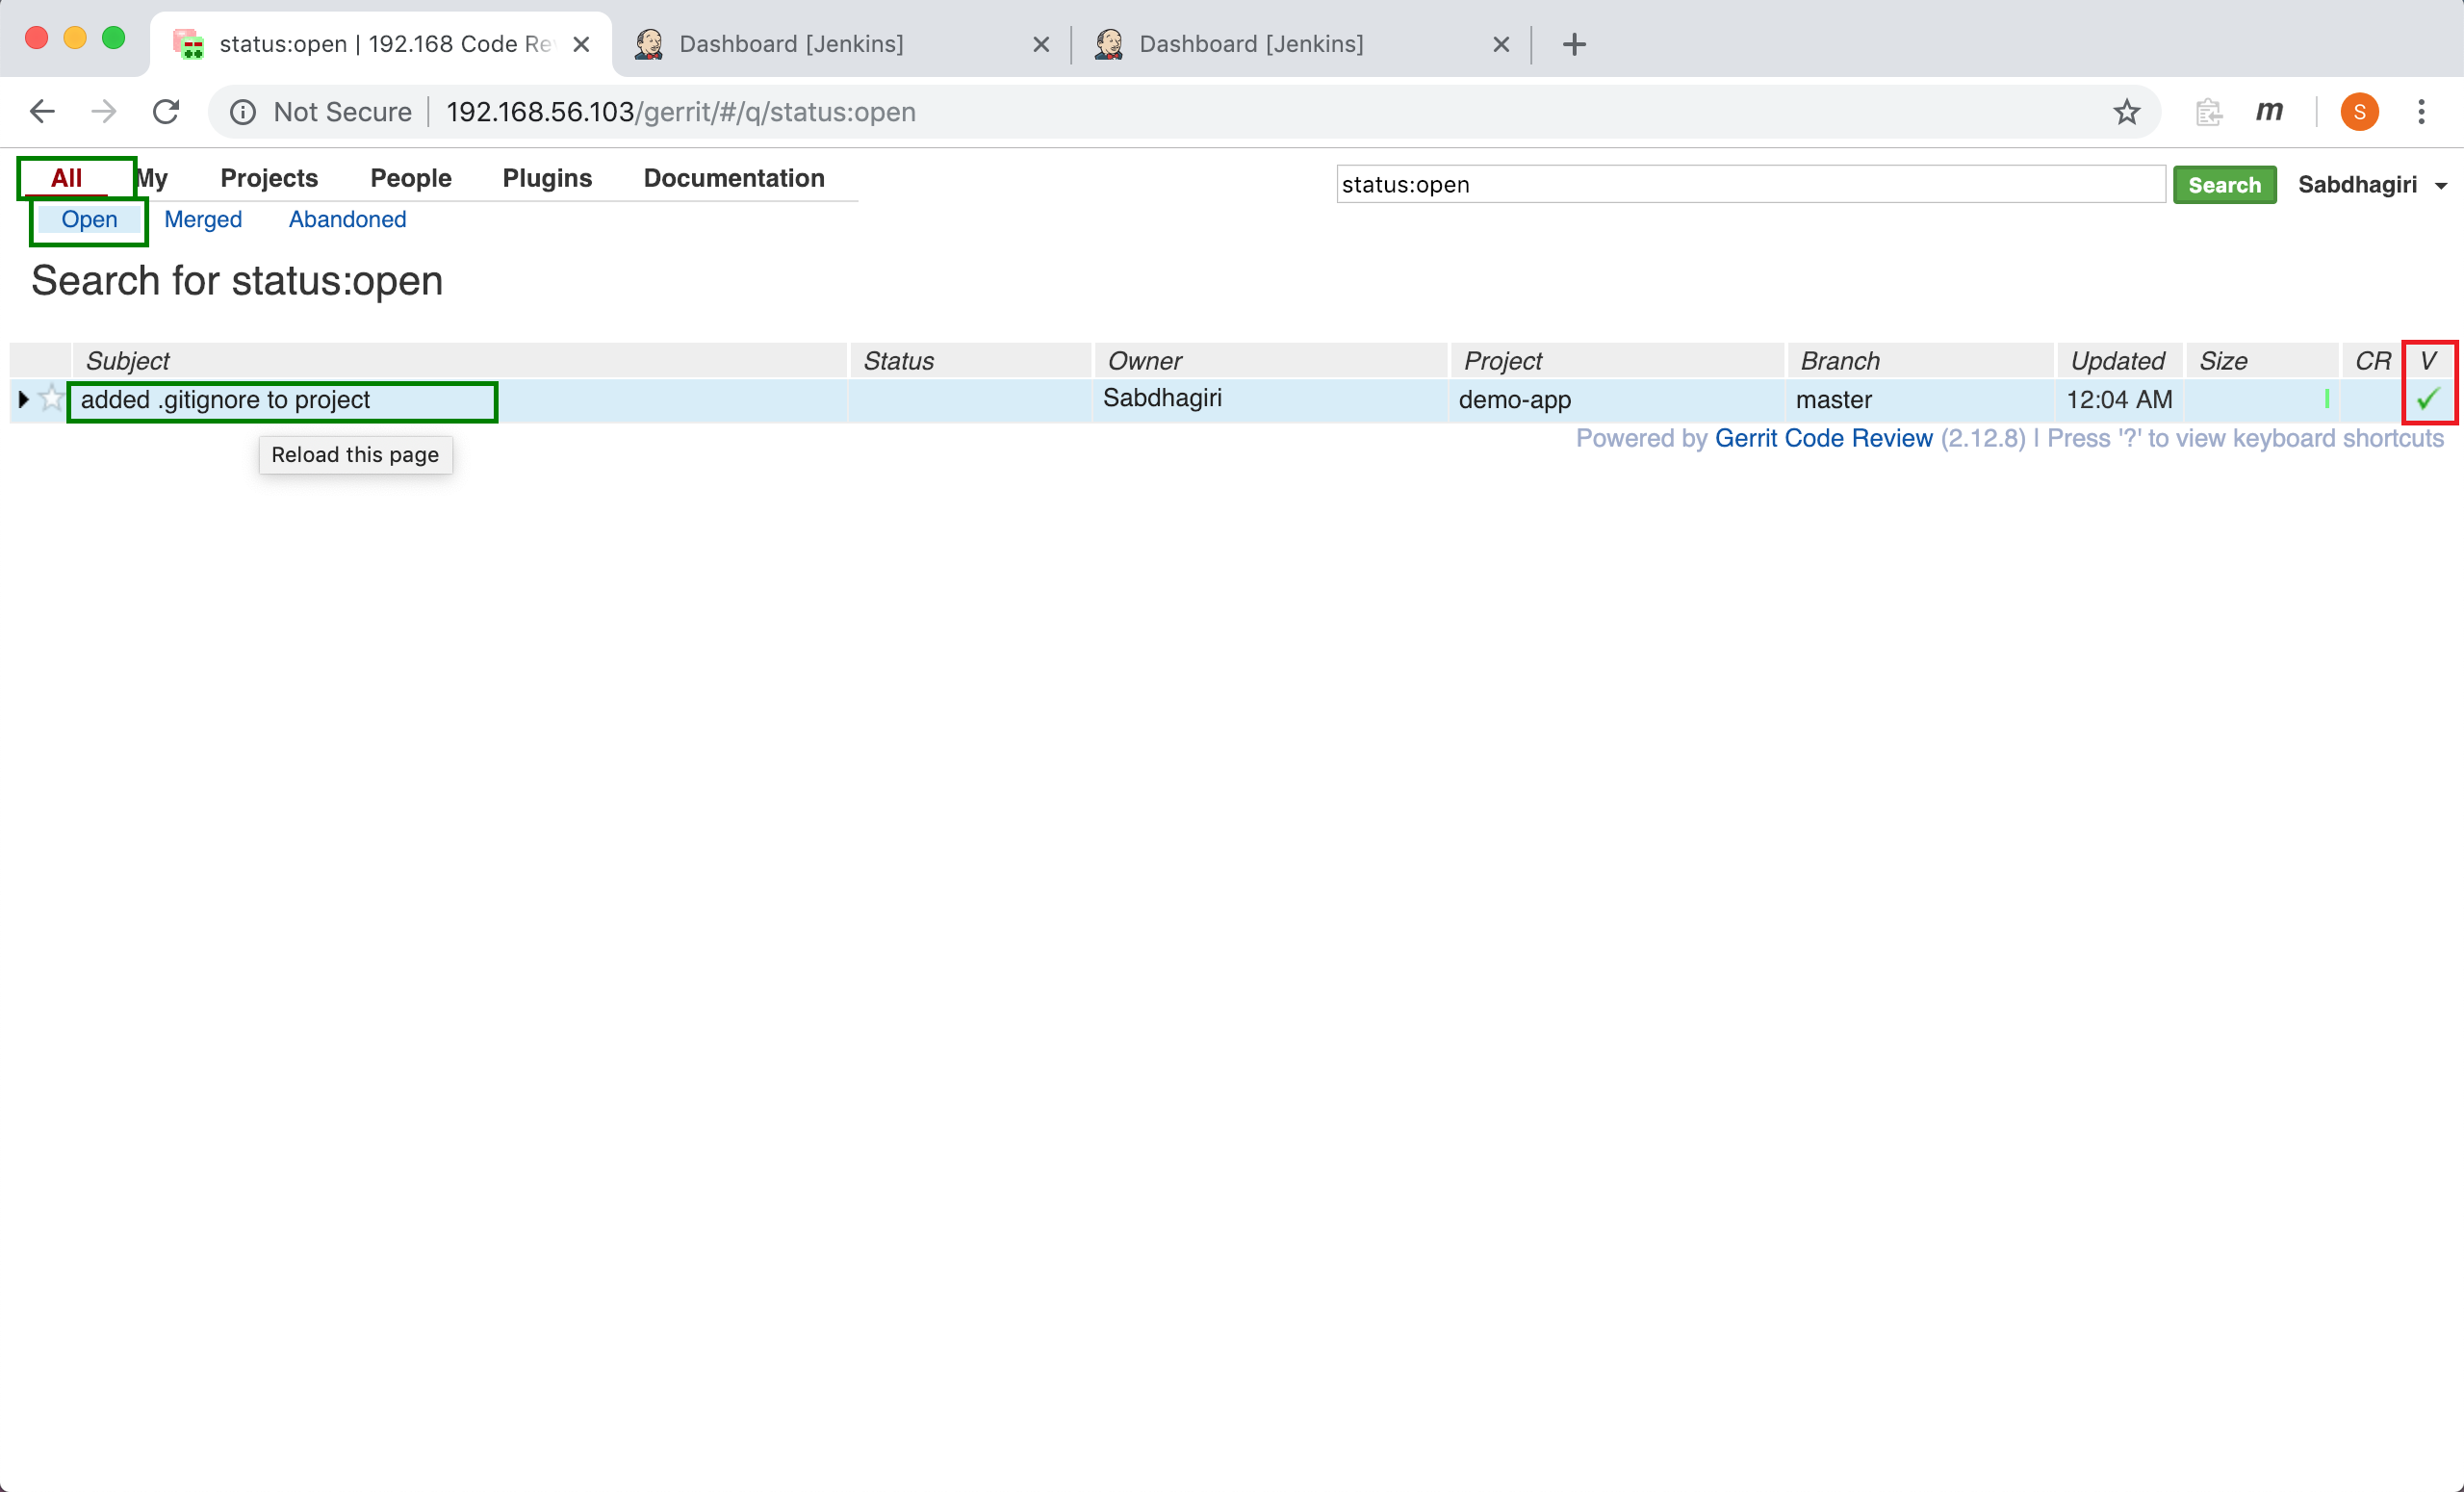 status:open | 192.168 Code Re
Dashboard [Jenkins]
Dashboard [Jenkins]
Not Secure | 192.168.56.103/gerrit/#/q/status:open
m
S
All My Projects People Plugins Documentation
status:open Search Sabdhagiri
Open Merged Abandoned
Search for status:open
Subject Status Owner Project Branch Updated Size CR V
added .gitignore to project Sabdhagiri demo-app master 12:04 AM
Powered by Gerrit Code Review (2.12.8) | Press '?' to view keyboard shortcuts
Reload this page